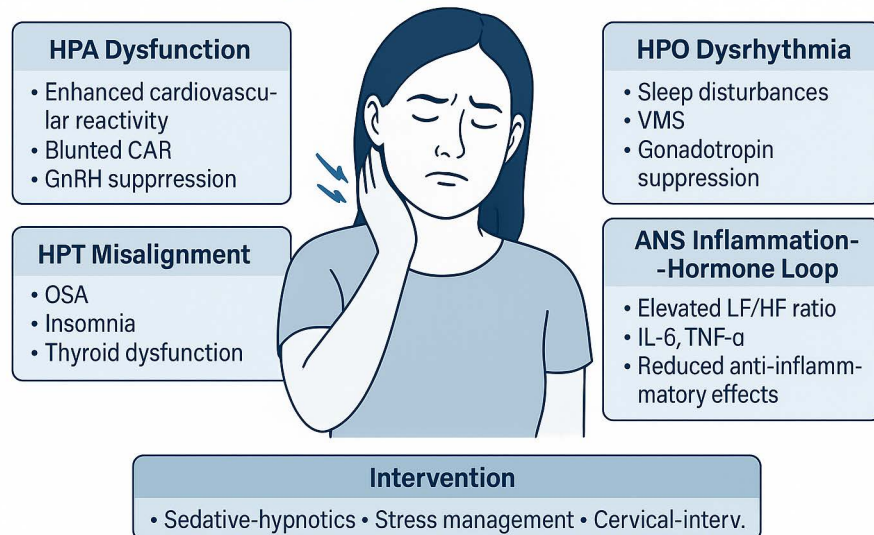 HPA Dysfunction
• Enhanced cardiovascu-
lar reactivity
• Blunted CAR
• GnRH supprression
HPT Misalignment
• OSA
• Insomnia
• Thyroid dysfunction
HPO Dysrhythmia
• Sleep disturbances
• VMS
• Gonadotropin
suppression
ANS Inflammation-
-Hormone Loop
• Elevated LF/HF ratio
• IL-6, TNF-α
• Reduced anti-inflamm-
matory effects
Intervention
• Sedative-hypnotics • Stress management • Cervical-interv.